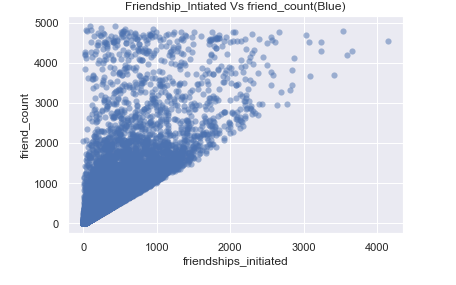 Friendship_Intiated Vs friend_count(Blue)
5000
4000
3000
2000
1000
0
friend_count
0 1000 2000 3000 4000
friendships_initiated